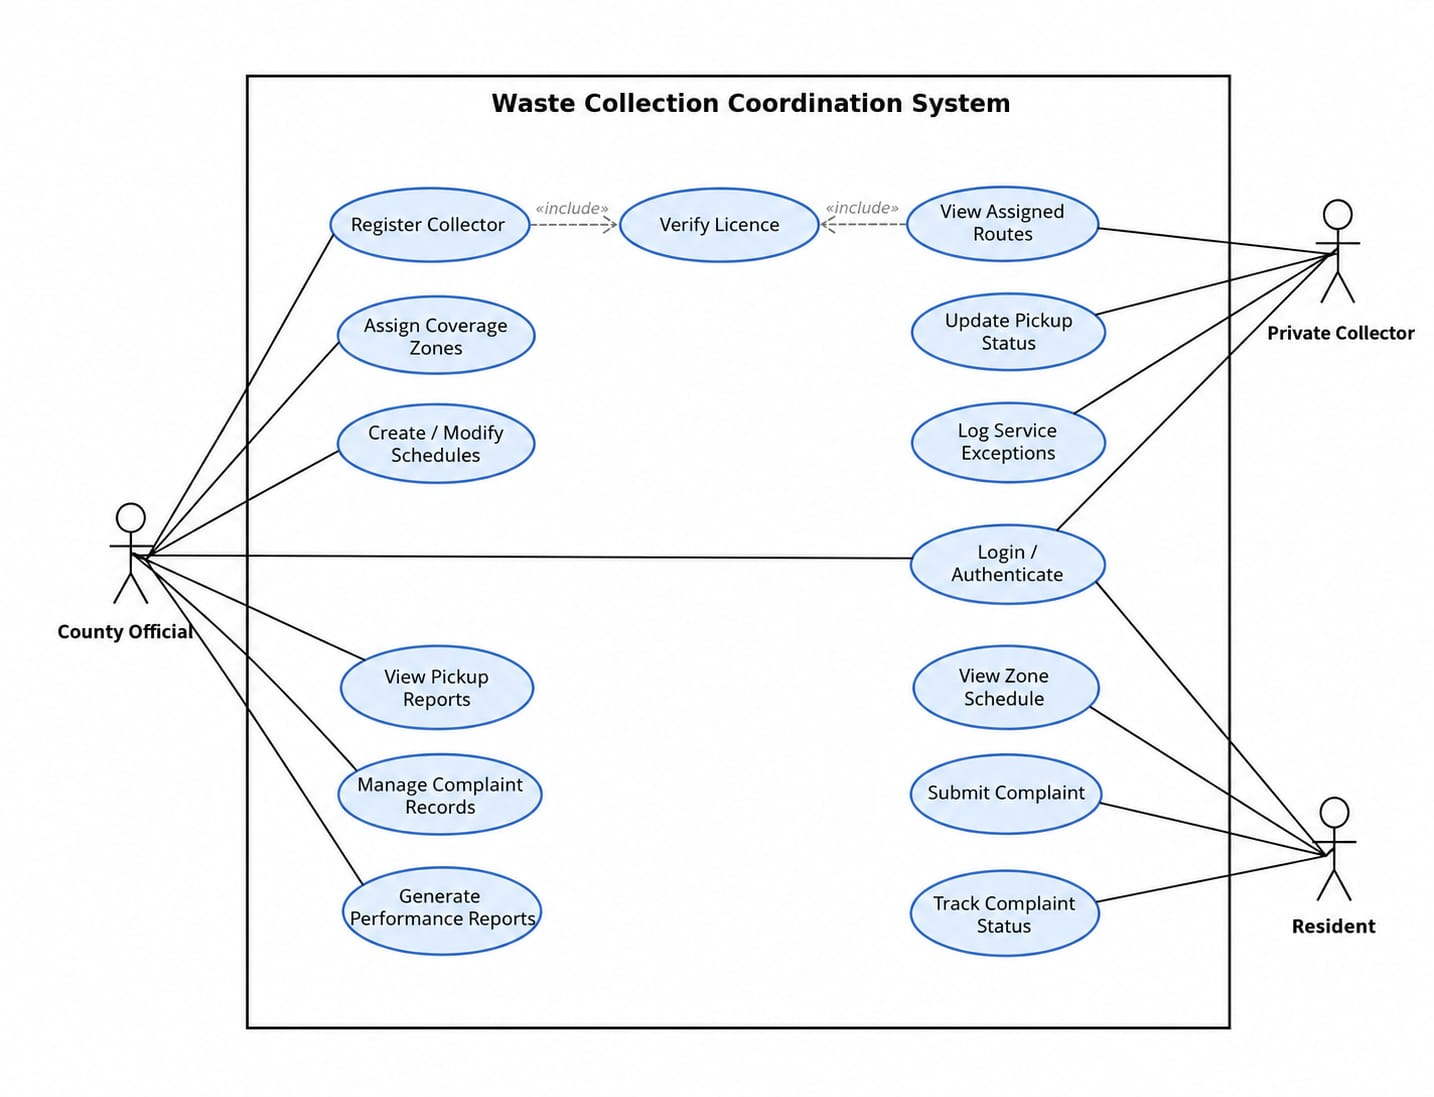 Waste Collection Coordination System
Register Collector
«include»
Verify Licence
«include»
View Assigned
Routes
Assign Coverage
Zones
Update Pickup
Status
Private Collector
Create / Modify
Schedules
Log Service
Exceptions
Login /
Authenticate
County Official
View Pickup
Reports
View Zone
Schedule
Manage Complaint
Records
Submit Complaint
Generate
Performance Reports
Track Complaint
Status
Resident